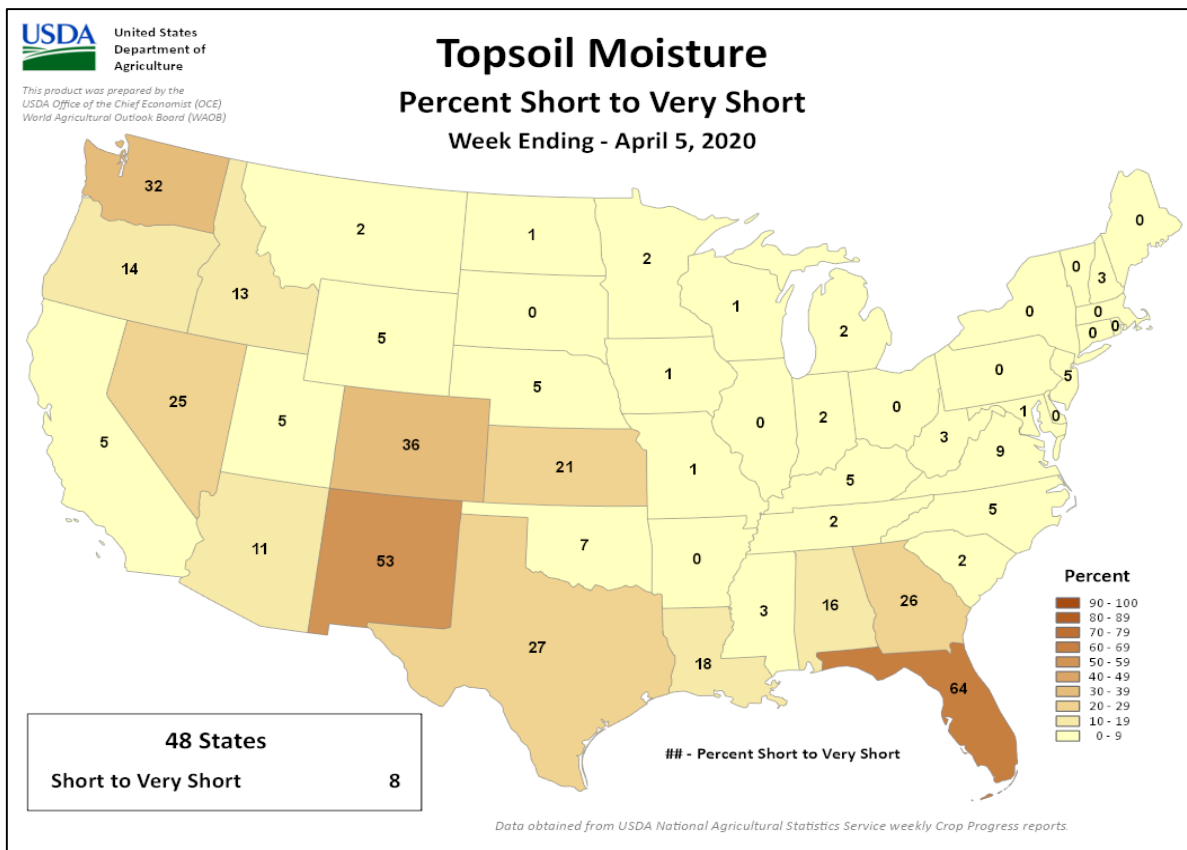 USDA
United States
Department of
Agriculture
This product was prepared by the
USDA Office of the Chief Economist (OCE)
World Agricultural Outlook Board (WAOB)
Topsoil Moisture
Percent Short to Very Short
Week Ending - April 5, 2020
32
2
1
2
0
0
3
14
13
0
1
0
0
0
0
5
2
5
1
0
5
25
5
0
2
0
1
0
5
36
3
9
21
1
5
5
11
53
7
0
2
2
3
16
26
27
18
64
Percent
90 - 100
80 - 89
70 - 79
60 - 69
50 - 59
40 - 49
30 - 39
20 - 29
10 - 19
0 - 9
48 States
Short to Very Short 8
## - Percent Short to Very Short
Data obtained from USDA National Agricultural Statistics Service weekly Crop Progress reports.